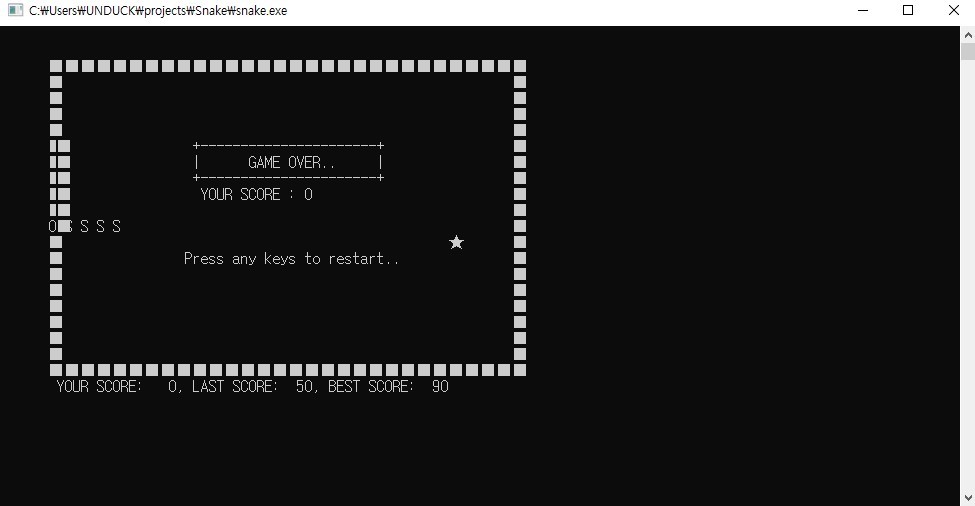 C:₩Users₩UNDUCK₩projects₩Snake₩snake.exe
GAME OVER..
YOUR SCORE : 0
O S S S S
Press any keys to restart..
YOUR SCORE: 0, LAST SCORE: 50, BEST SCORE: 90